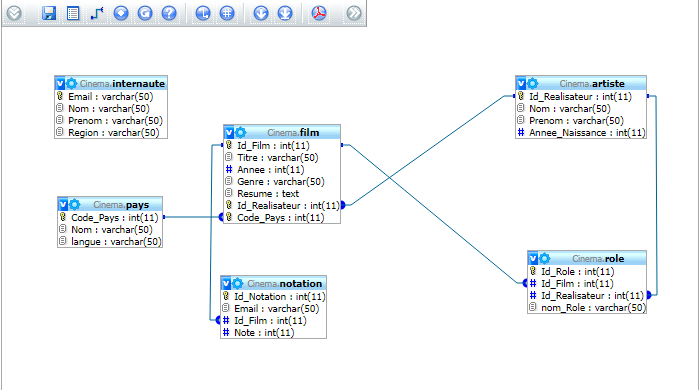 Cinema.internaute
Email : varchar(50)
Nom : varchar(50)
Prenom : varchar(50)
Region : varchar(50)
Cinema.artiste
Id_Realisateur : int(11)
Nom : varchar(50)
Prenom : varchar(50)
# Annee_Naissance : int(11)
Cinema.film
Id_Film : int(11)
Titre : varchar(50)
# Annee : int(11)
Genre : varchar(50)
Resume : text
Id_Realisateur : int(11)
Code_Pays : int(11)
Cinema.pays
Code_Pays : int(11)
Nom : varchar(50)
langue : varchar(50)
Cinema.role
Id_Role : int(11)
# Id_Film : int(11)
# Id_Realisateur : int(11)
nom_Role : varchar(50)
Cinema.notation
Id_Notation : int(11)
Email : varchar(50)
# Id_Film : int(11)
# Note : int(11)